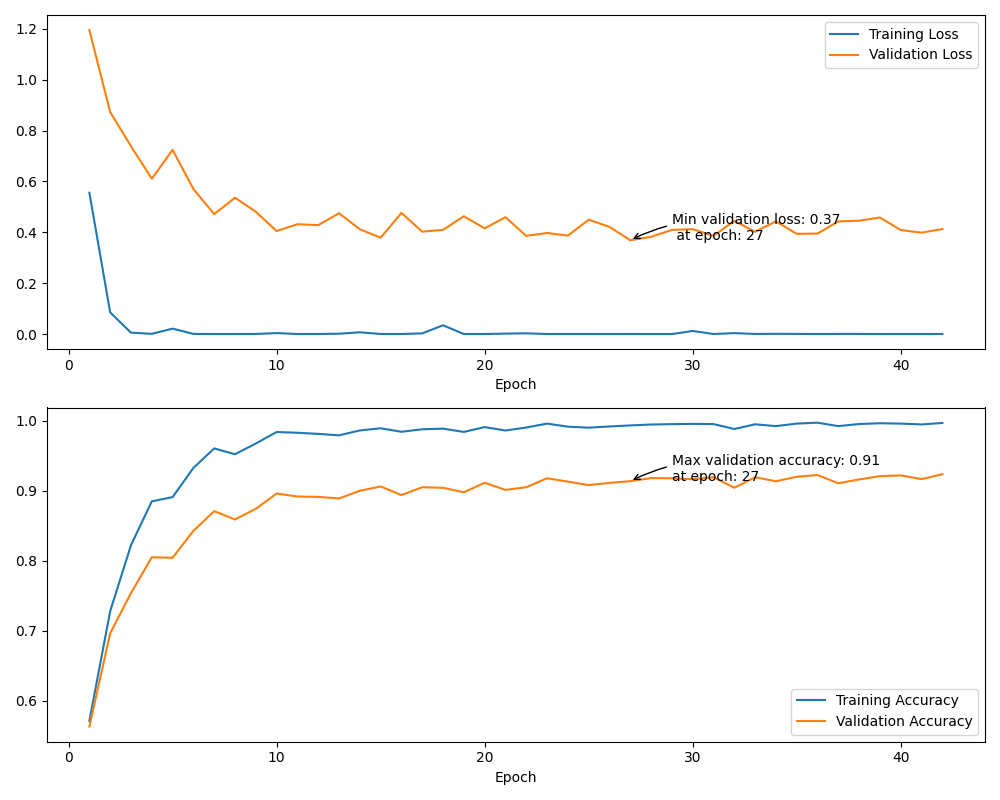 1.2
1.0
0.8
0.6
0.4
0.2
0.0
Training Loss
Validation Loss
Min validation loss: 0.37
at epoch: 27
0 10 20 30 40
Epoch
1.0
0.9
0.8
0.7
0.6
Max validation accuracy: 0.91
at epoch: 27
Training Accuracy
Validation Accuracy
0 10 20 30 40
Epoch